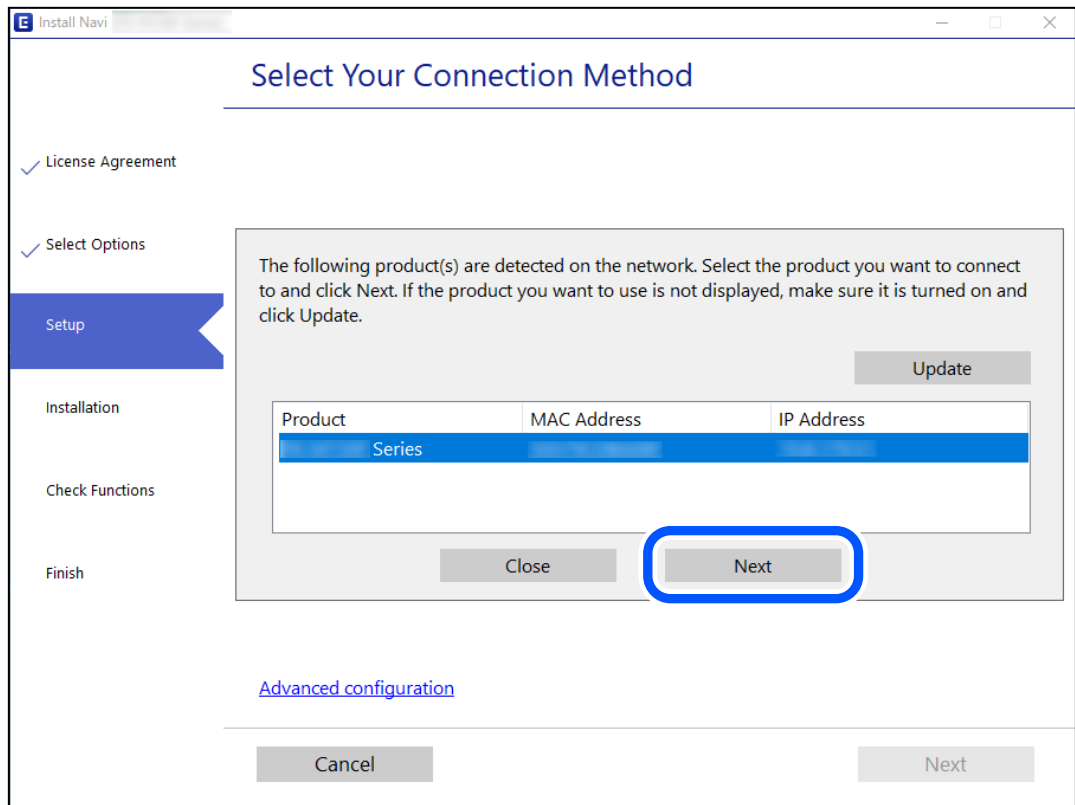 E Install Navi
Select Your Connection Method
License Agreement
Select Options
Setup
Installation
Check Functions
Finish
The following product(s) are detected on the network. Select the product you want to connect
to and click Next. If the product you want to use is not displayed, make sure it is turned on and
click Update.
Update
Product MAC Address IP Address
Series
Close Next
Advanced configuration
Cancel Next